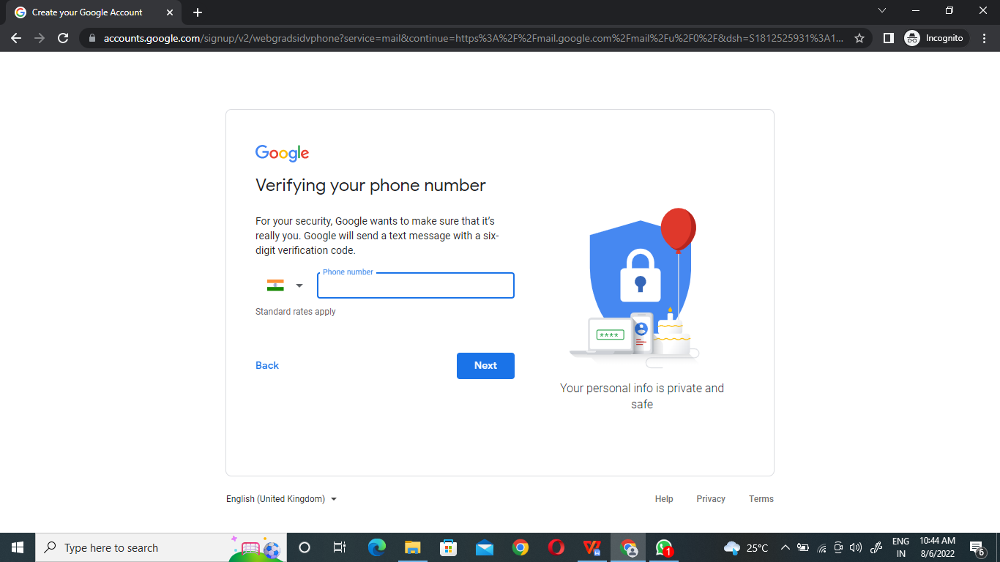 Create your Google Account
accounts.google.com/signup/v2/webgradsidvphone?service=mail&continue=https%3A%2F%2Fmail.google.com%2Fmail%2Fu%2F0%2F&dsh=S1812525931%3A1...
Incognito
Google
Verifying your phone number
For your security, Google wants to make sure that it's
really you. Google will send a text message with a six-
digit verification code.
Phone number
Standard rates apply
Back
Next
****
Your personal info is private and
safe
English (United Kingdom)
Help
Privacy
Terms
Type here to search
1
25°C
ENG
IN
10:44 AM
8/6/2022
6